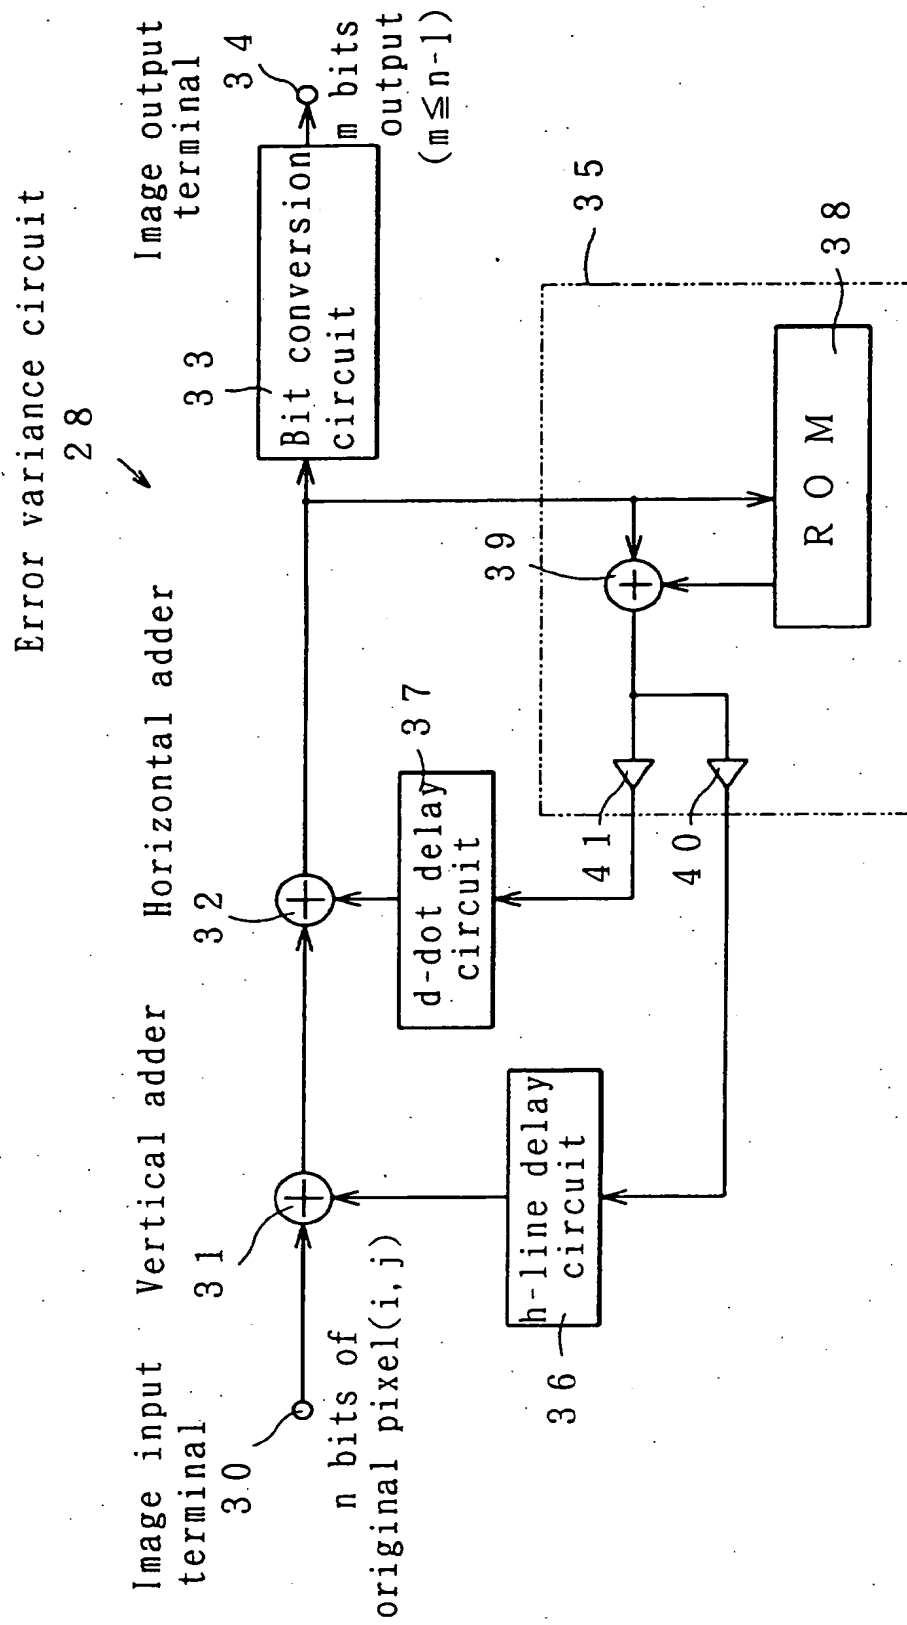 Error variance circuit
28
Image input
terminal
30
n bits of
original pixel(i,j)
Vertical adder
31
Horizontal adder
32
33
Bit conversion
circuit
Image output
terminal
34
m bits
output
(m≦n-1)
h-line delay
circuit
36
d-dot delay
circuit
37
39
41
40
35
ROM
38